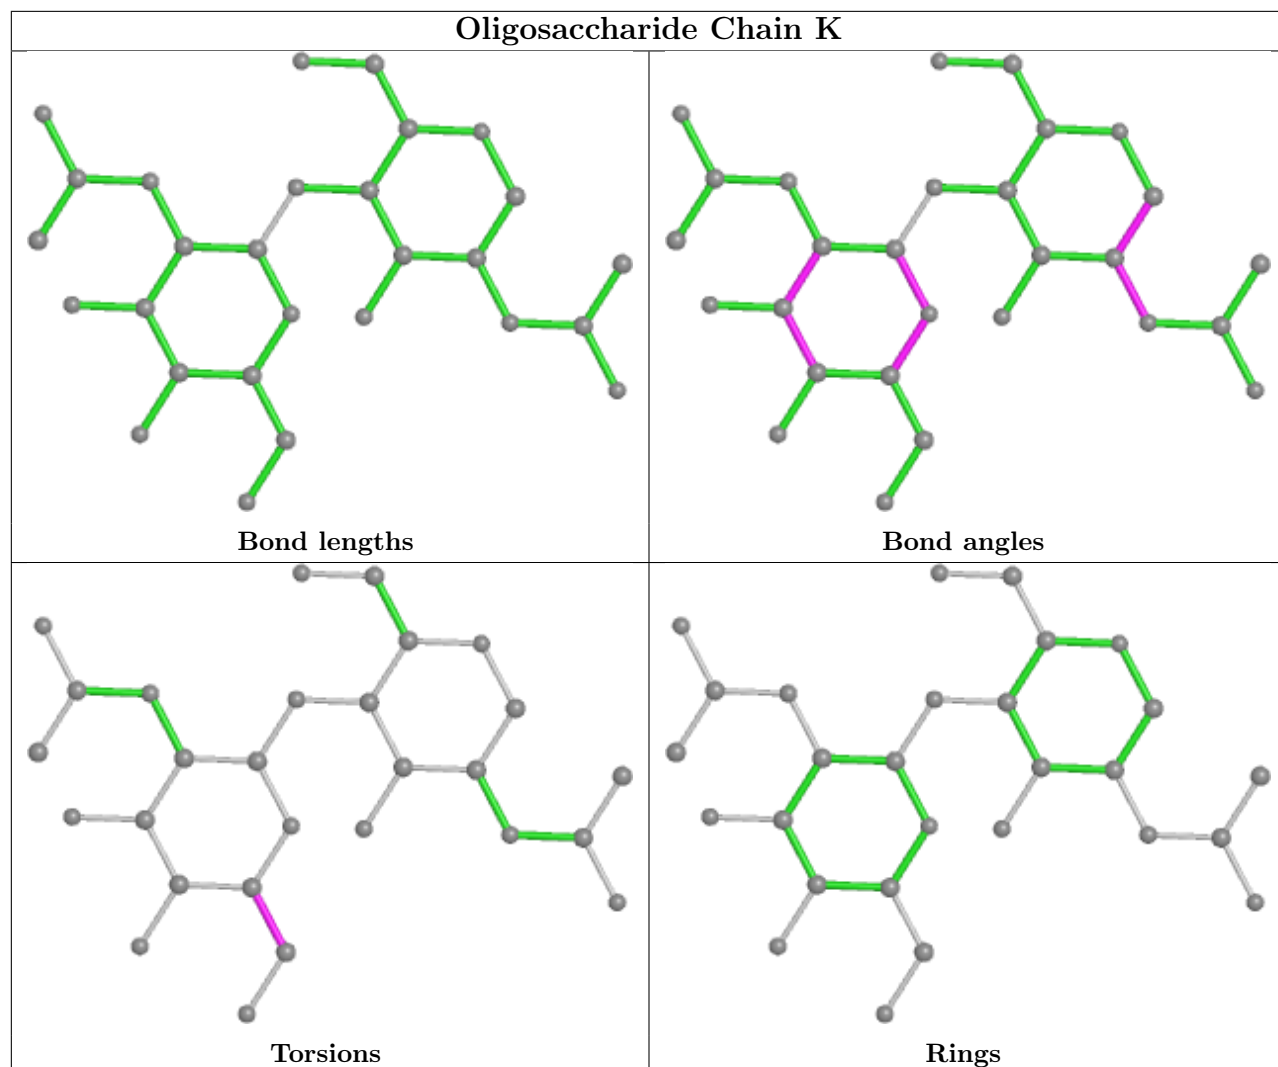 Oligosaccharide Chain K
Bond lengths
Bond angles
Torsions
Rings